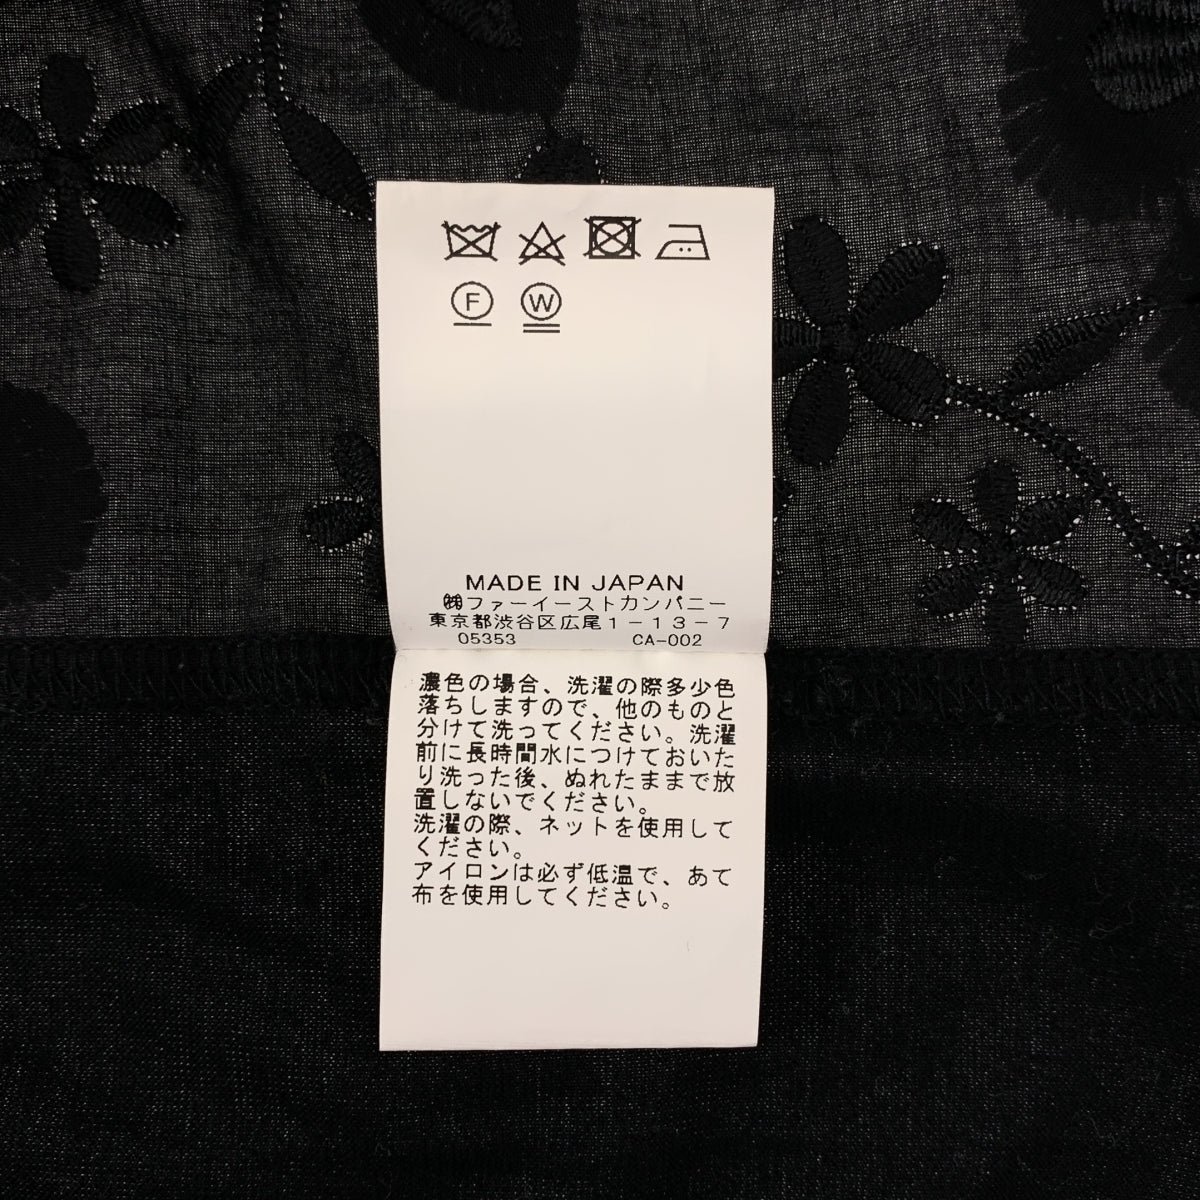 F W
MADE IN JAPAN
㈱ファーイーストカンパニー
東京都渋谷区広尾1-13-7
05353 CA-002
濃色の場合、洗濯の際多少色
落ちしますので、他のものと
分けて洗ってください。洗濯
前に長時間水につけておいた
り洗った後、ぬれたままで放
置しないでください。
洗濯の際、ネットを使用して
ください。
アイロンは必ず低温で、あて
布を使用してください。